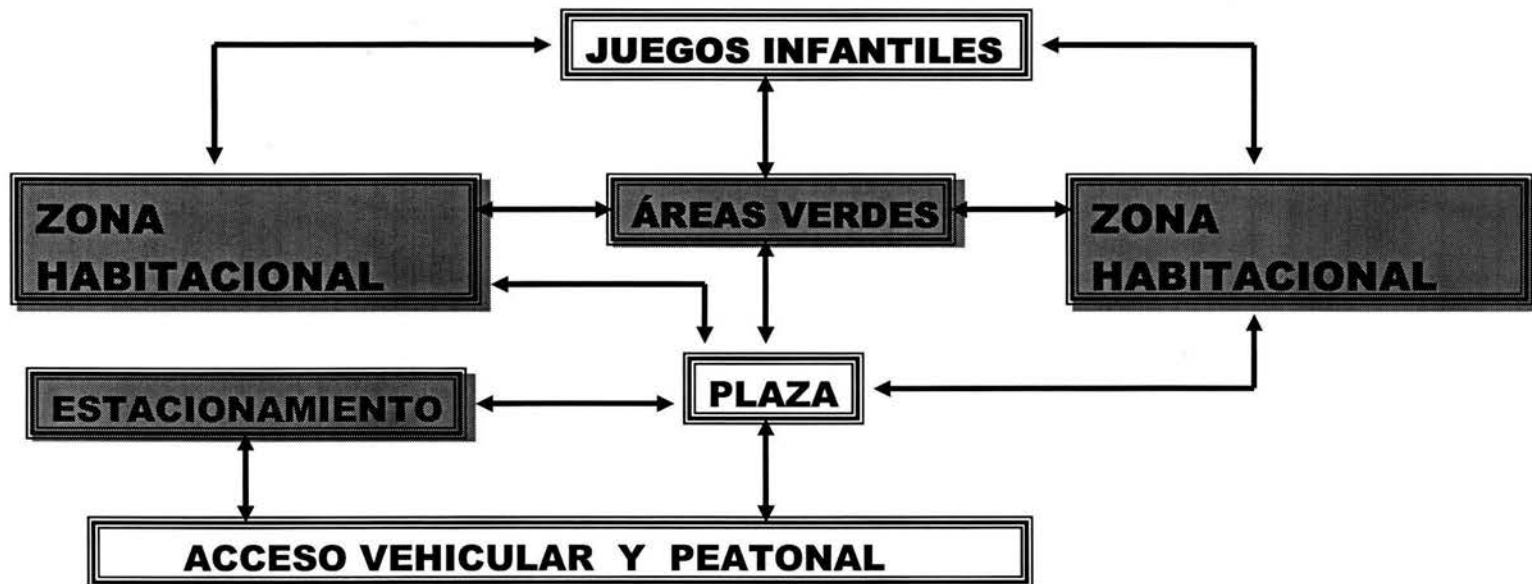 JUEGOS INFANTILES
ZONA
HABITACIONAL
ÁREAS VERDES
ZONA
HABITACIONAL
ESTACIONAMIENTO
PLAZA
ACCESO VEHICULAR Y PEATONAL